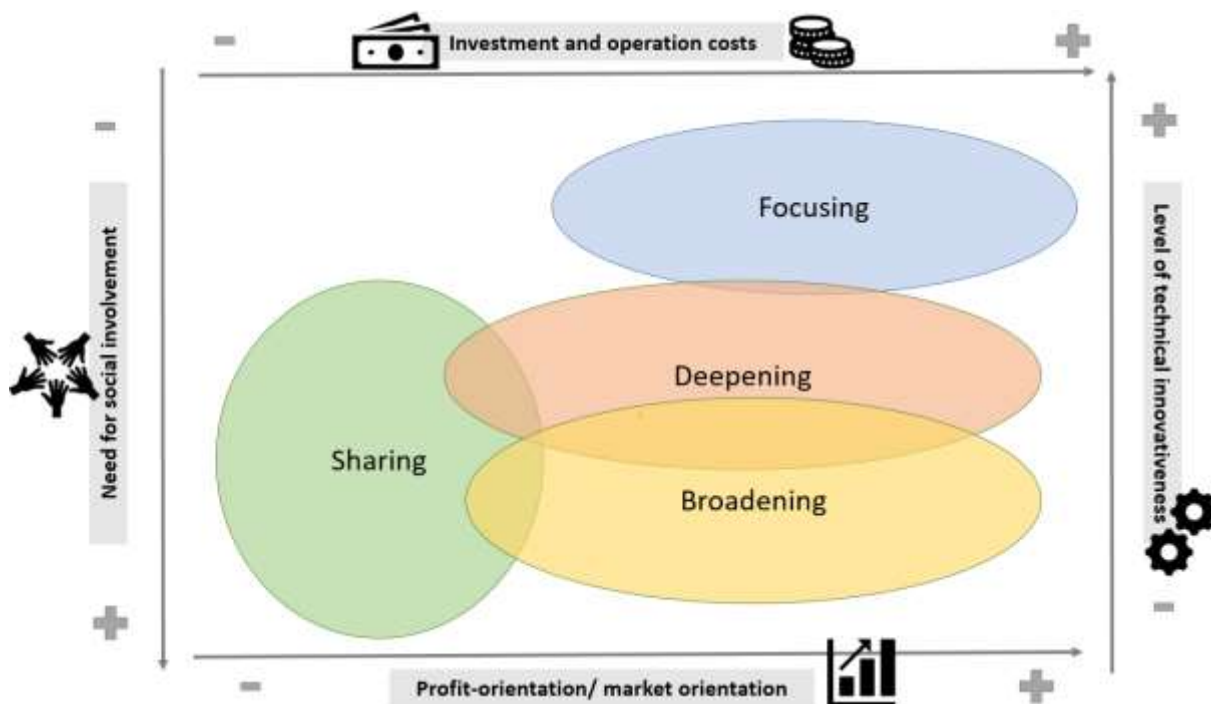 Investment and operation costs
Need for social involvement
Focusing
Level of technical innovativeness
Deepening
Sharing
Broadening
Profit-orientation/ market orientation